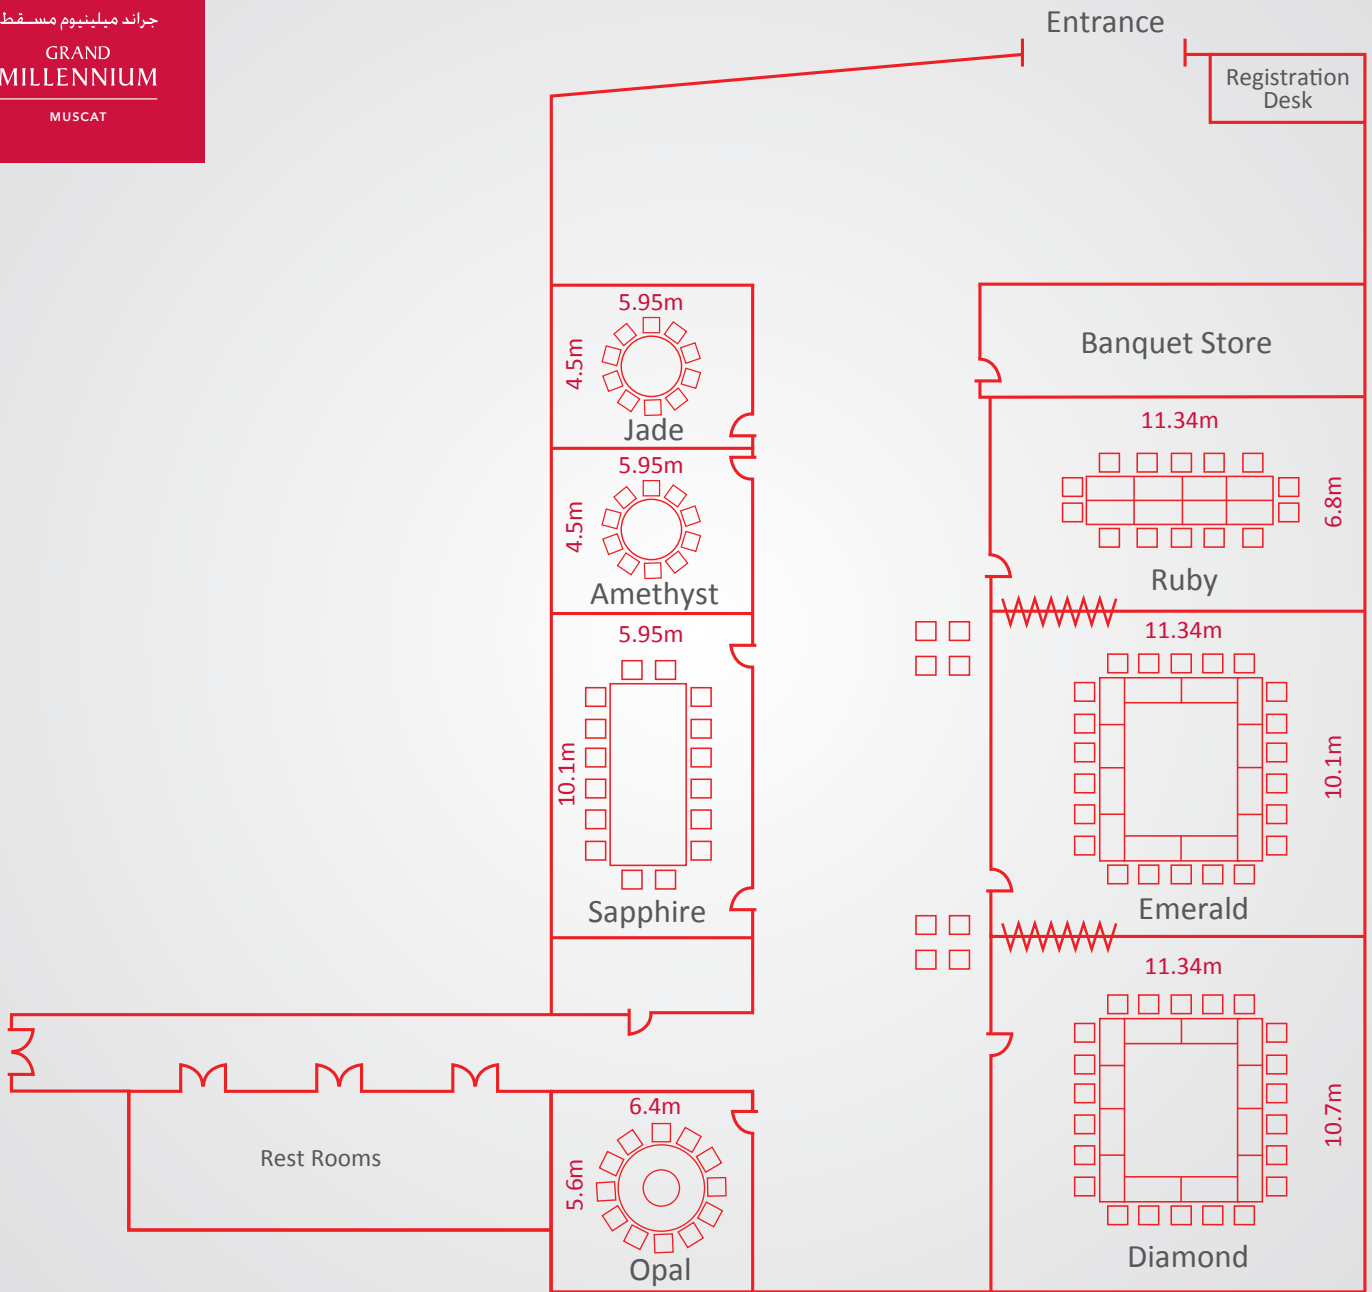 جراند ميلينيوم مسقط
GRAND
MILLENNIUM
MUSCAT
Entrance
Registration
Desk
5.95m
4.5m
Jade
Banquet Store
5.95m
4.5m
Amethyst
11.34m
6.8m
Ruby
5.95m
10.1m
Sapphire
11.34m
10.1m
Emerald
11.34m
10.7m
Diamond
Rest Rooms
6.4m
5.6m
Opal